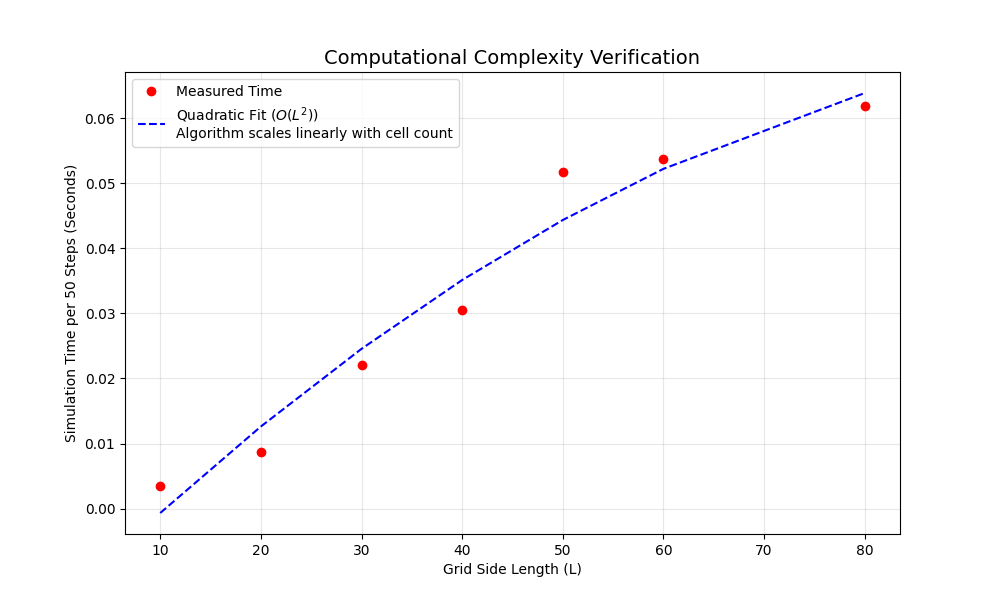 Computational Complexity Verification
Measured Time
Quadratic Fit (O(L²))
Algorithm scales linearly with cell count
Simulation Time per 50 Steps (Seconds)
0.06
0.05
0.04
0.03
0.02
0.01
0.00
10 20 30 40 50 60 70 80
Grid Side Length (L)